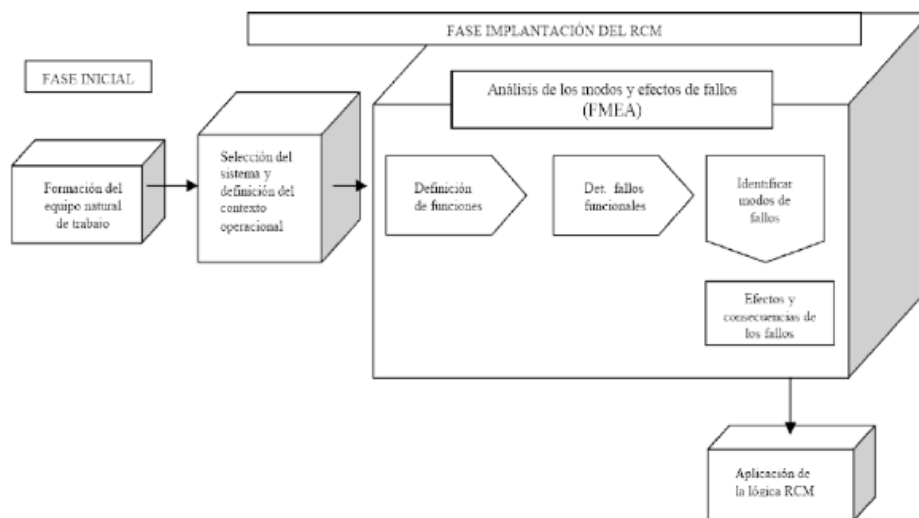 FASE IMPLANTACIÓN DEL RCM
FASE INICIAL
Análisis de los modos y efectos de fallos
(FMEA)
Formación del
equipo natural
de trabajo
Selección del
sistema y
definición del
contexto
operacional
Definición
de funciones
Det. fallos
funcionales
Identificar
modos de
fallos
Efectos y
consecuencias de
los fallos
Aplicación de
la lógica RCM